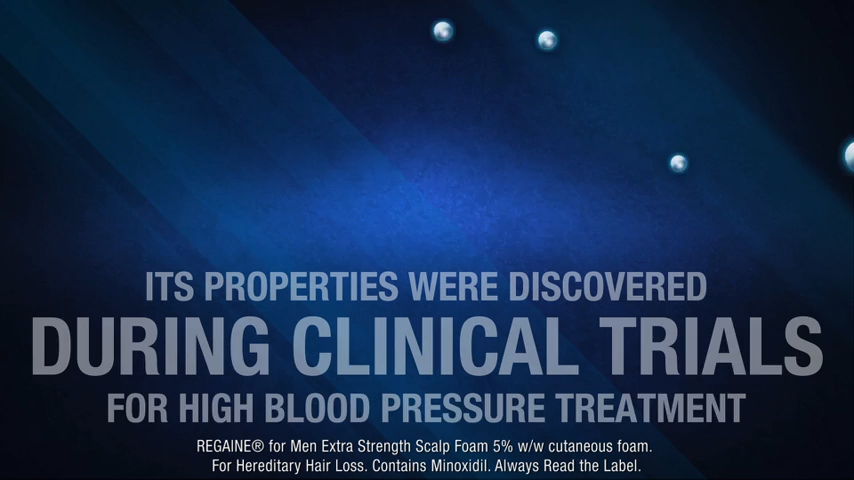 ITS PROPERTIES WERE DISCOVERED
DURING CLINICAL TRIALS
FOR HIGH BLOOD PRESSURE TREATMENT
REGAINE® for Men Extra Strength Scalp Foam 5% w/w cutaneous foam.
For Hereditary Hair Loss. Contains Minoxidil. Always Read the Label.